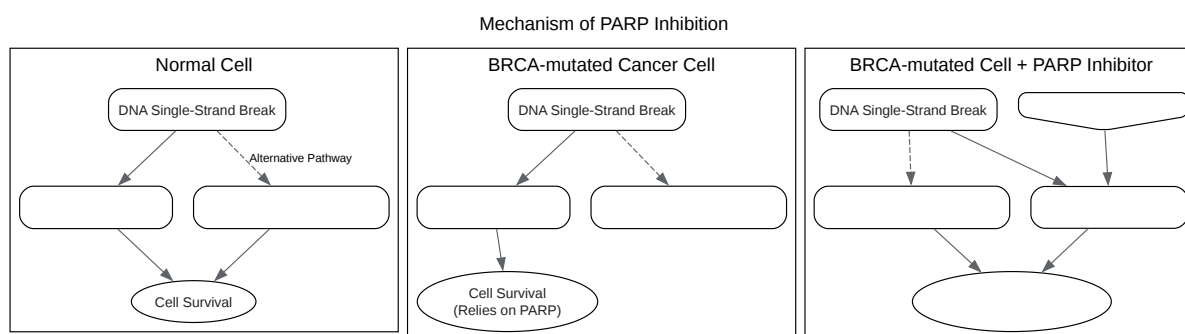 Mechanism of PARP Inhibition
Normal Cell
DNA Single-Strand Break
Alternative Pathway
Cell Survival
BRCA-mutated Cancer Cell
DNA Single-Strand Break
Cell Survival
(Relies on PARP)
BRCA-mutated Cell + PARP Inhibitor
DNA Single-Strand Break